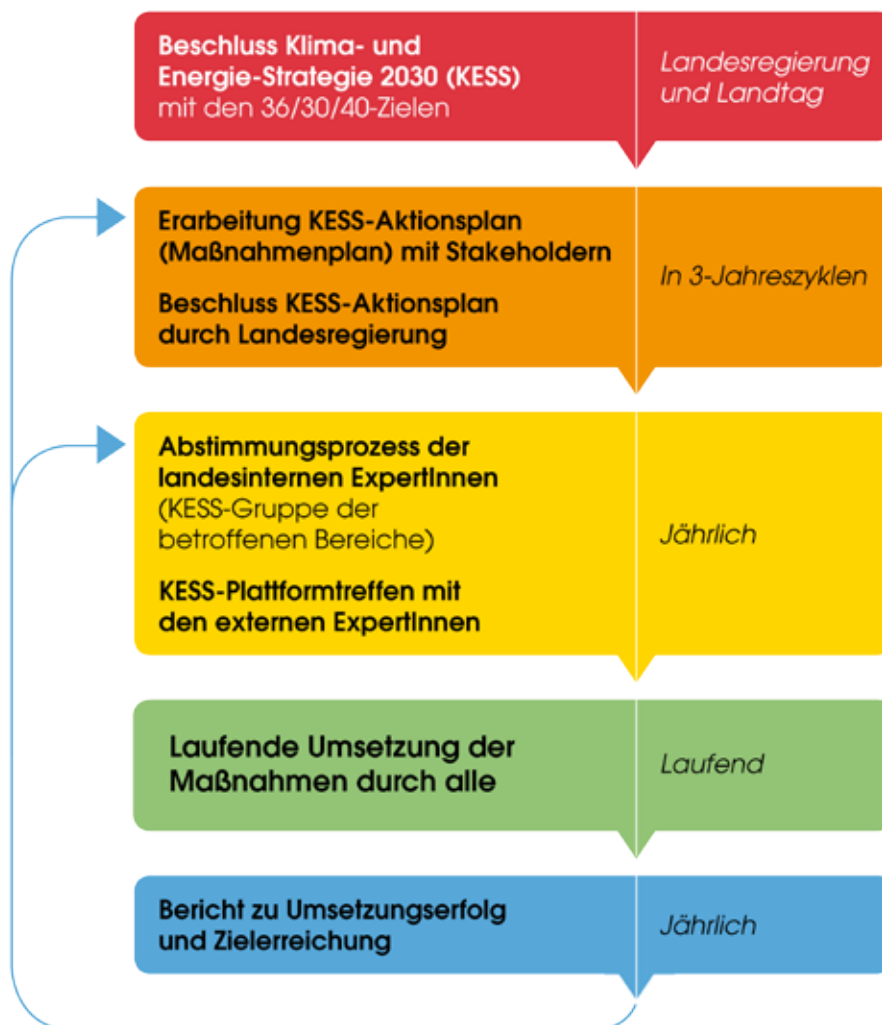 Beschluss Klima- und
Energie-Strategie 2030 (KESS)
mit den 36/30/40-Zielen
Landesregierung
und Landtag
Erarbeitung KESS-Aktionsplan
(Maßnahmenplan) mit Stakeholdern
Beschluss KESS-Aktionsplan
durch Landesregierung
In 3-Jahreszyklen
Abstimmungsprozess der
landesinternen ExpertInnen
(KESS-Gruppe der
betroffenen Bereiche)
KESS-Plattformtreffen mit
den externen ExpertInnen
Jährlich
Laufende Umsetzung der
Maßnahmen durch alle
Laufend
Bericht zu Umsetzungserfolg
und Zielerreichung
Jährlich